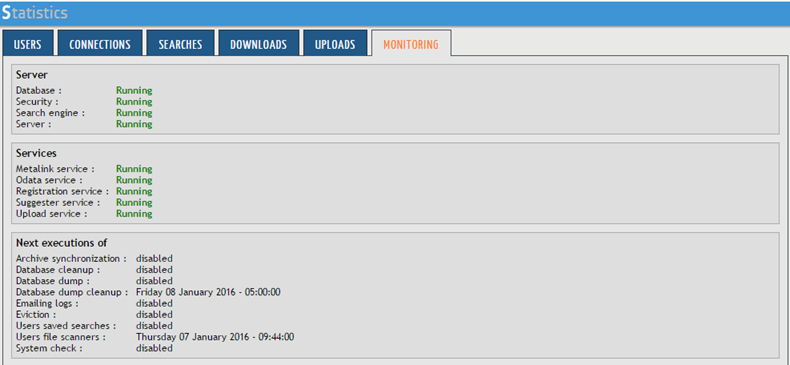 Statistics
USERS CONNECTIONS SEARCHES DOWNLOADS UPLOADS MONITORING
Server
Database : Running
Security : Running
Search engine : Running
Server : Running
Services
Metalink service : Running
Odata service : Running
Registration service : Running
Suggester service : Running
Upload service : Running
Next executions of
Archive synchronization : disabled
Database cleanup : disabled
Database dump : disabled
Database dump cleanup : Friday 08 January 2016 - 05:00:00
Emailing logs : disabled
Eviction : disabled
Users saved searches : disabled
Users file scanners : Thursday 07 January 2016 - 09:44:00
System check : disabled